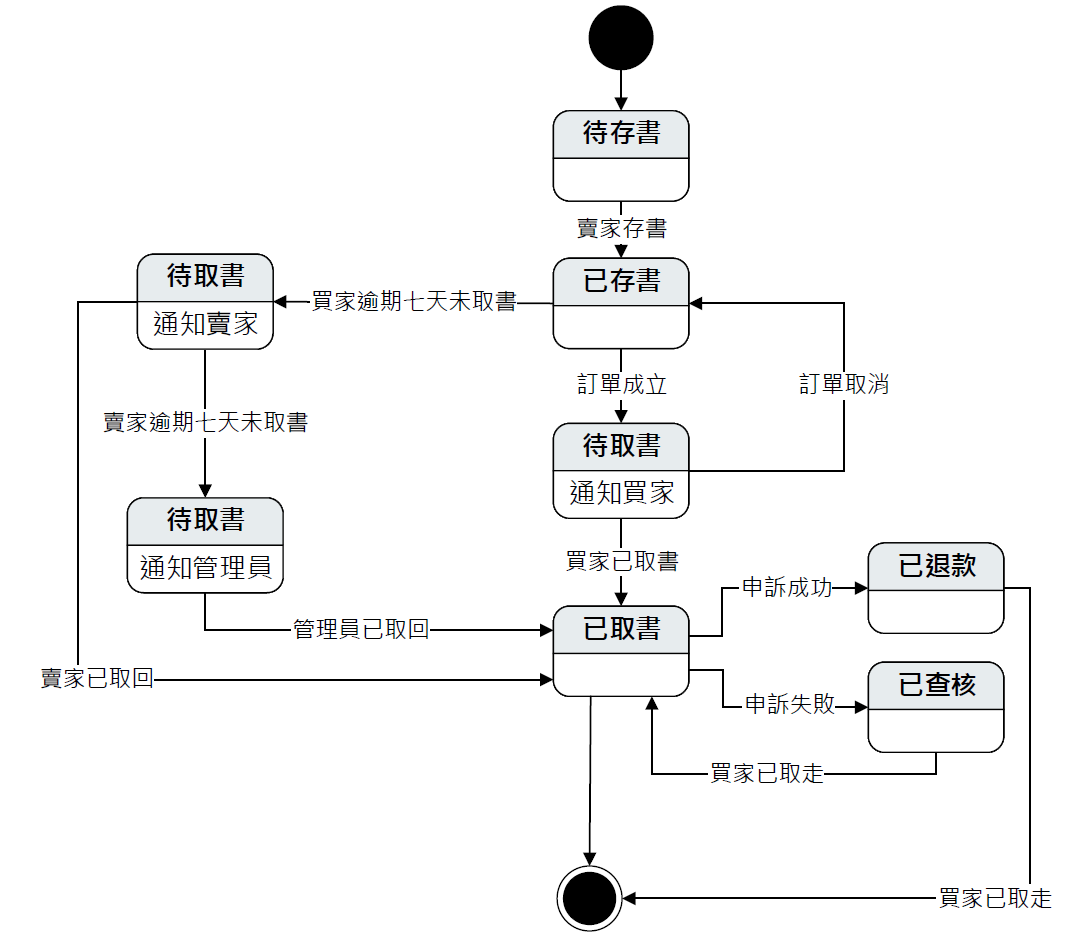 待存書
賣家存書
待取書
通知賣家
買家逾期七天未取書
已存書
訂單成立
訂單取消
賣家逾期七天未取書
待取書
通知買家
待取書
通知管理員
買家已取書
已退款
申訴成功
管理員已取回
已取書
賣家已取回
已查核
申訴失敗
買家已取走
買家已取走